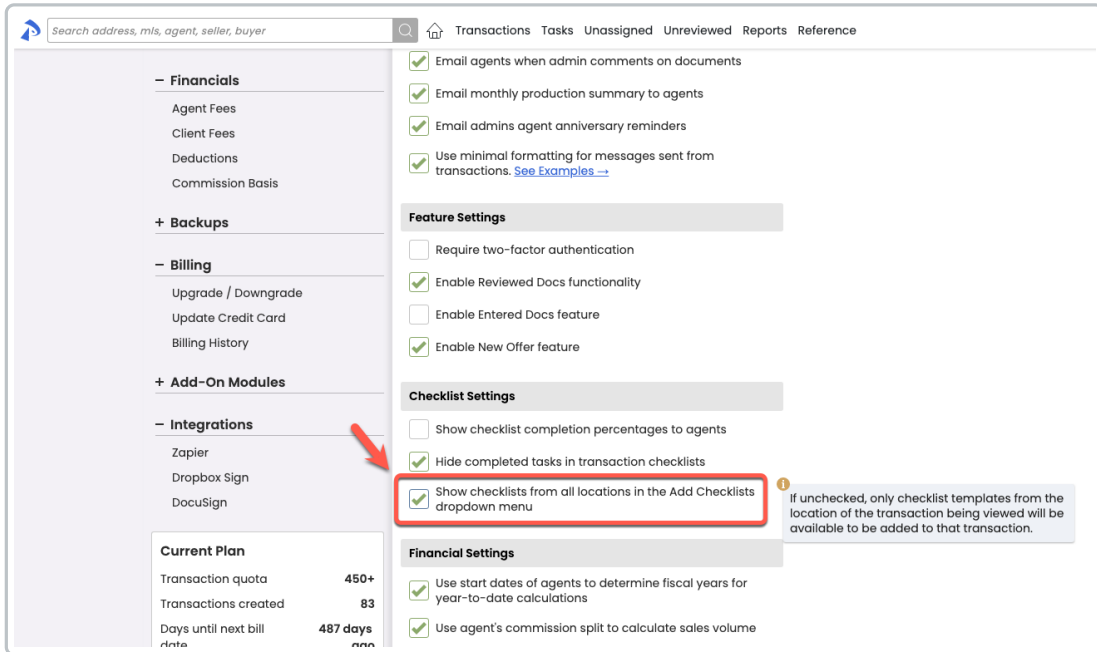 Search address, mls, agent, seller, buyer
Transactions Tasks Unassigned Unreviewed Reports Reference
– Financials
Agent Fees
Client Fees
Deductions
Commission Basis
+ Backups
– Billing
Upgrade / Downgrade
Update Credit Card
Billing History
+ Add-On Modules
– Integrations
Zapier
Dropbox Sign
DocuSign
Current Plan
Transaction quota 450+
Transactions created 83
Days until next bill 487 days
date ago
Email agents when admin comments on documents
Email monthly production summary to agents
Email admins agent anniversary reminders
Use minimal formatting for messages sent from
transactions. See Examples →
Feature Settings
Require two-factor authentication
Enable Reviewed Docs functionality
Enable Entered Docs feature
Enable New Offer feature
Checklist Settings
Show checklist completion percentages to agents
Hide completed tasks in transaction checklists
Show checklists from all locations in the Add Checklists
dropdown menu
i
If unchecked, only checklist templates from the
location of the transaction being viewed will be
available to be added to that transaction.
Financial Settings
Use start dates of agents to determine fiscal years for
year-to-date calculations
Use agent's commission split to calculate sales volume